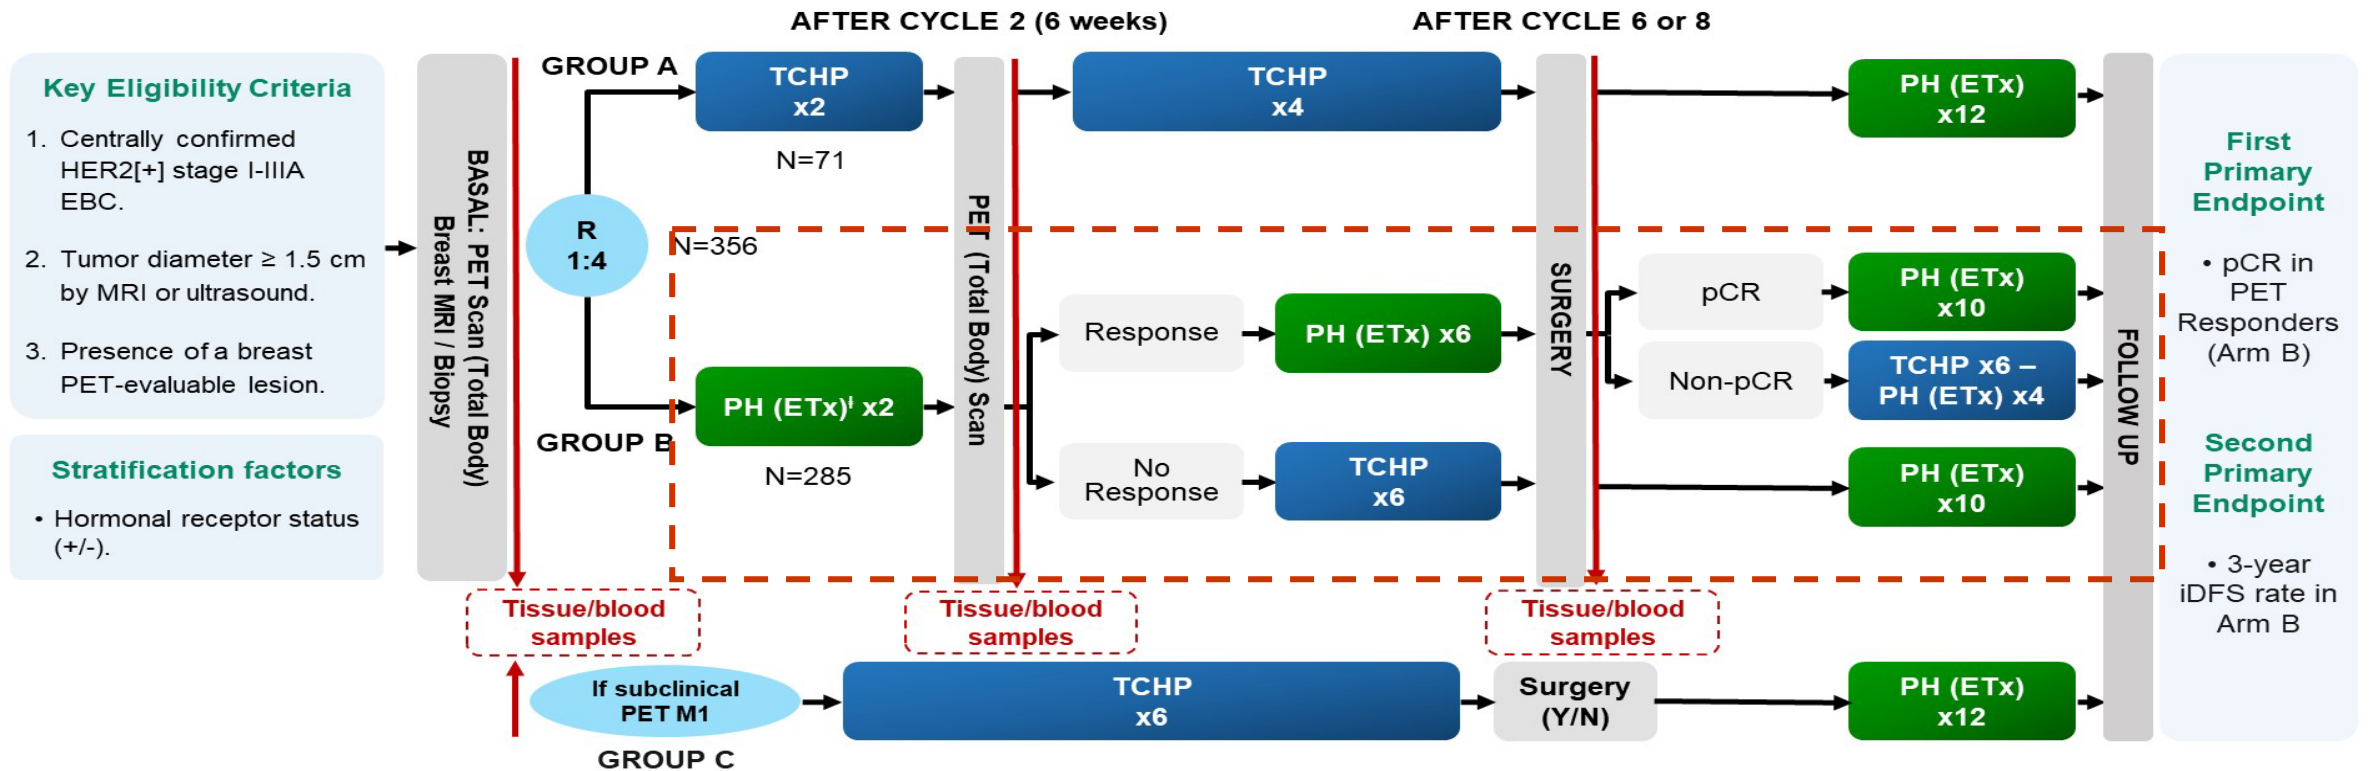 AFTER CYCLE 2 (6 weeks)
AFTER CYCLE 6 or 8
Key Eligibility Criteria
1. Centrally confirmed
HER2[+] stage I-IIIA
EBC.
2. Tumor diameter ≥ 1.5 cm
by MRI or ultrasound.
3. Presence of a breast
PET-evaluable lesion.
Stratification factors
• Hormonal receptor status
(+/-).
BASAL: PET Scan (Total Body)
Breast MRI / Biopsy
R
1:4
GROUP A
TCHP
x2
N=71
N=356
GROUP B
PH (ETx)ƚ x2
N=285
PET (Total Body) Scan
TCHP
x4
Response
PH (ETx) x6
No
Response
TCHP
x6
SURGERY
PH (ETx)
x12
pCR
PH (ETx)
x10
Non-pCR
TCHP x6 –
PH (ETx) x4
PH (ETx)
x10
FOLLOW UP
First
Primary
Endpoint
• pCR in
PET
Responders
(Arm B)
Second
Primary
Endpoint
• 3-year
iDFS rate in
Arm B
Tissue/blood
samples
Tissue/blood
samples
Tissue/blood
samples
If subclinical
PET M1
GROUP C
TCHP
x6
Surgery
(Y/N)
PH (ETx)
x12